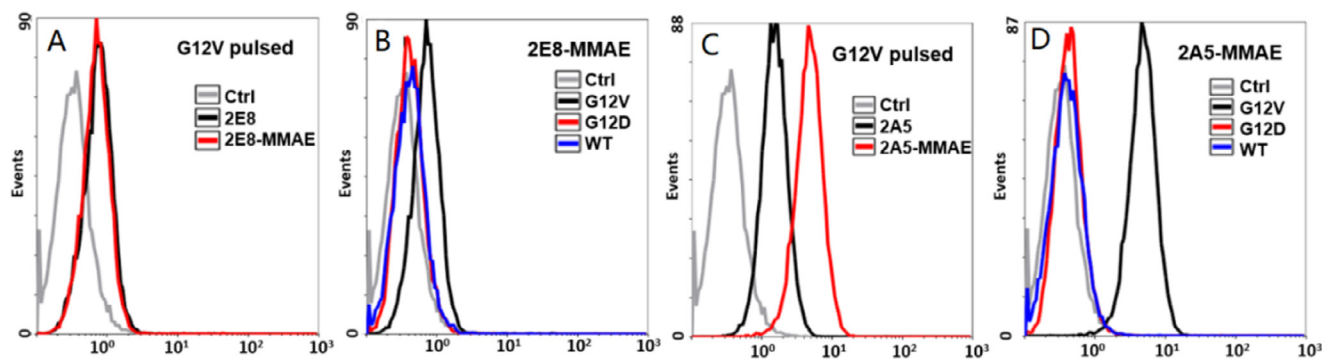 A
90
G12V pulsed
Ctrl
2E8
2E8-MMAE
Events
0
10⁰
10¹
10²
10³
B
90
2E8-MMAE
Ctrl
G12V
G12D
WT
Events
0
10⁰
10¹
10²
10³
C
88
G12V pulsed
Ctrl
2A5
2A5-MMAE
Events
0
10⁰
10¹
10²
10³
D
87
2A5-MMAE
Ctrl
G12V
G12D
WT
Events
0
10⁰
10¹
10²
10³